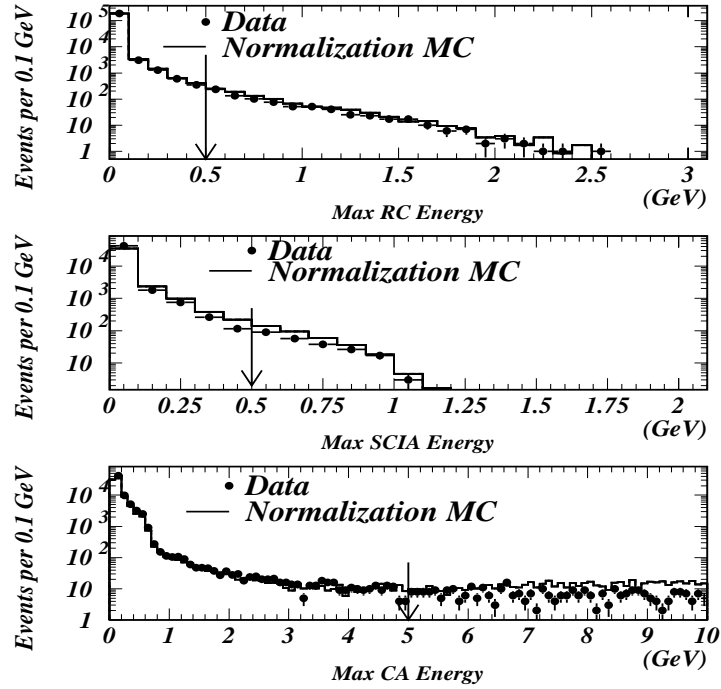 Events per 0.1 GeV
10 5
10 4
10 3
10 2
10
1
Data
Normalization MC
0 0.5 1 1.5 2 2.5 3
(GeV)
Max RC Energy
Events per 0.1 GeV
10 4
10 3
10 2
10
Data
Normalization MC
0 0.25 0.5 0.75 1 1.25 1.5 1.75 2
(GeV)
Max SCIA Energy
Events per 0.1 GeV
10 4
10 3
10 2
10
1
Data
Normalization MC
0 1 2 3 4 5 6 7 8 9 10
(GeV)
Max CA Energy